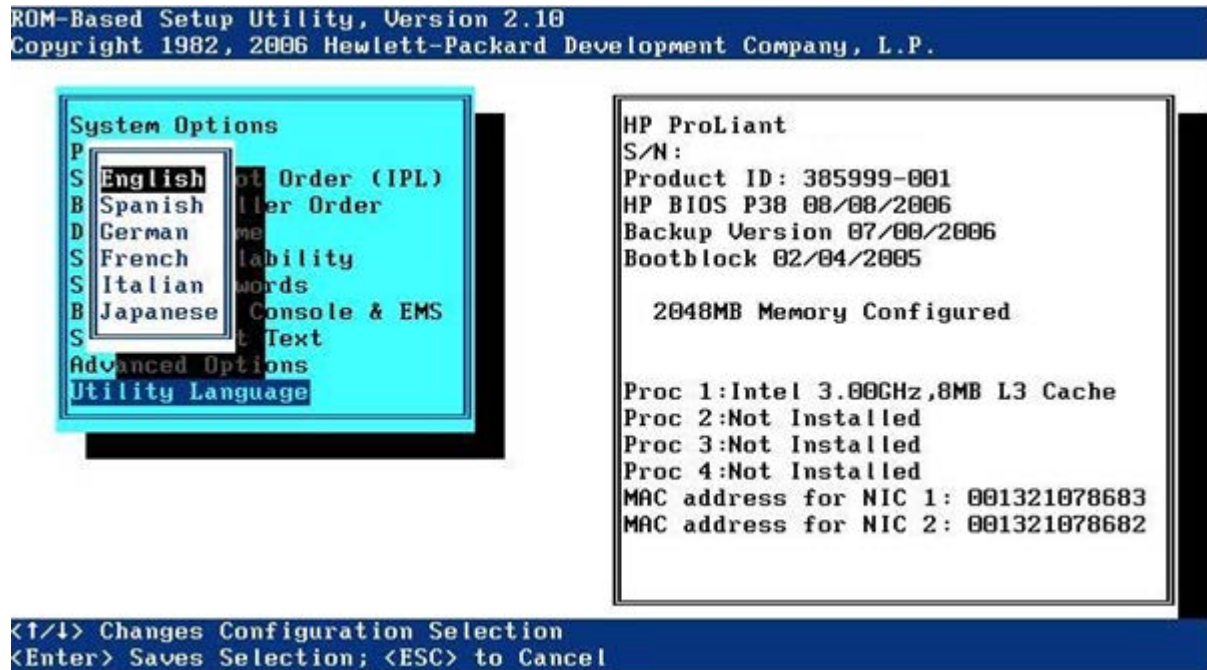 ROM-Based Setup Utility, Version 2.10
Copyright 1982, 2006 Hewlett-Packard Development Company, L.P.
System Options
P
S
B
D
S
S
B
S
English
Spanish
German
French
Italian
Japanese
Order (IPL)
ller Order
me
lability
words
Console & EMS
t Text
Advanced Options
Utility Language
HP ProLiant
S/N:
Product ID: 385999-001
HP BIOS P38 08/08/2006
Backup Version 07/00/2006
Bootblock 02/04/2005
2048MB Memory Configured
Proc 1:Intel 3.00GHz,8MB L3 Cache
Proc 2:Not Installed
Proc 3:Not Installed
Proc 4:Not Installed
MAC address for NIC 1: 001321078683
MAC address for NIC 2: 001321078682
<↑/↓> Changes Configuration Selection
<Enter> Saves Selection; <ESC> to Cancel